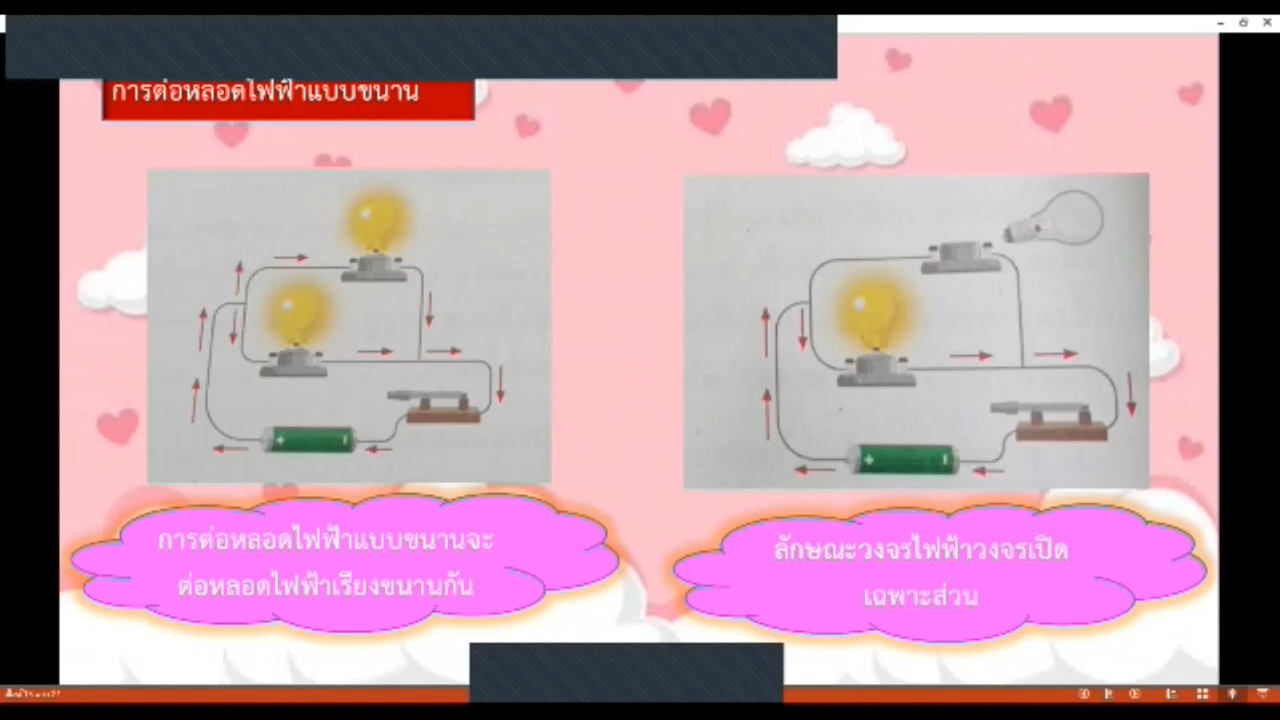 การต่อหลอดไฟฟ้าแบบขนาน
การต่อหลอดไฟฟ้าแบบขนานจะ
ต่อหลอดไฟฟ้าเรียงขนานกัน
ลักษณะวงจรไฟฟ้าวงจรเปิด
เฉพาะส่วน